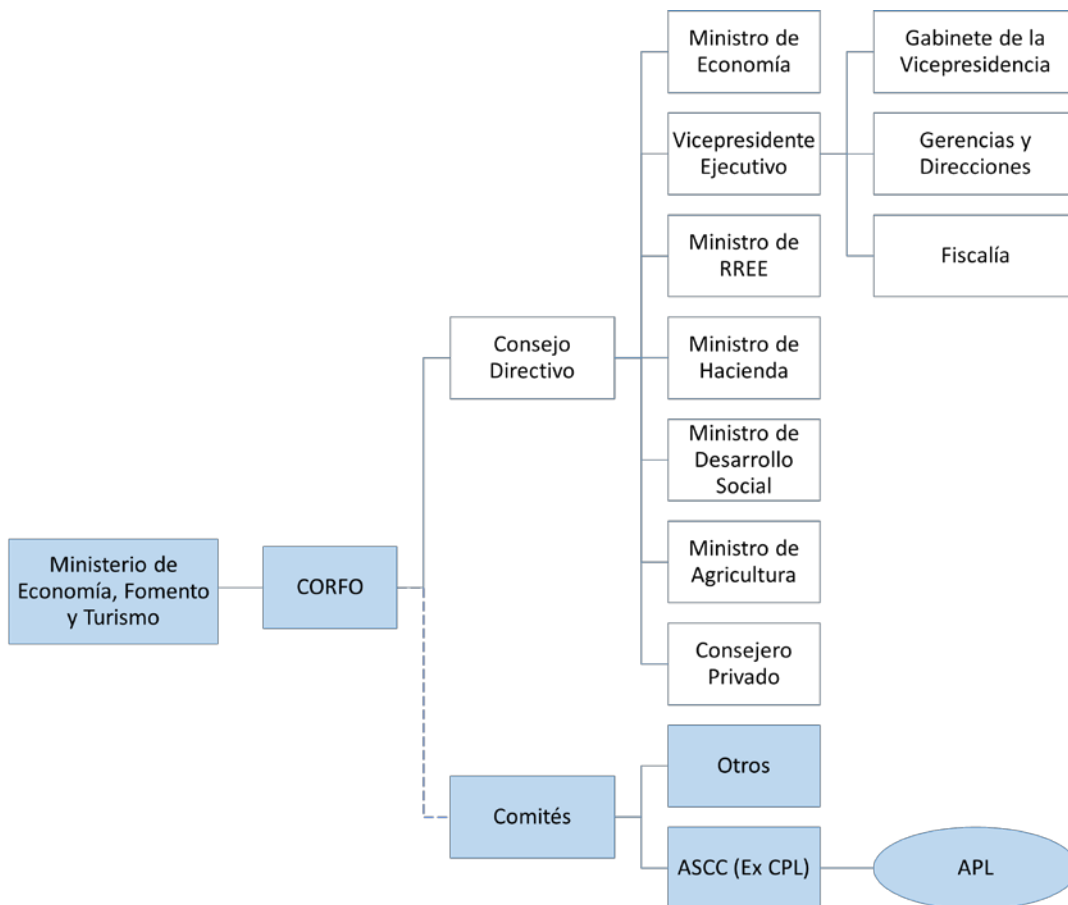 Ministerio de
Economía, Fomento
y Turismo
CORFO
Consejo
Directivo
Ministro de
Economía
Vicepresidente
Ejecutivo
Gabinete de la
Vicepresidencia
Gerencias y
Direcciones
Fiscalía
Ministro de
RREE
Ministro de
Hacienda
Ministro de
Desarrollo
Social
Ministro de
Agricultura
Consejero
Privado
Comités
Otros
ASCC (Ex CPL)
APL